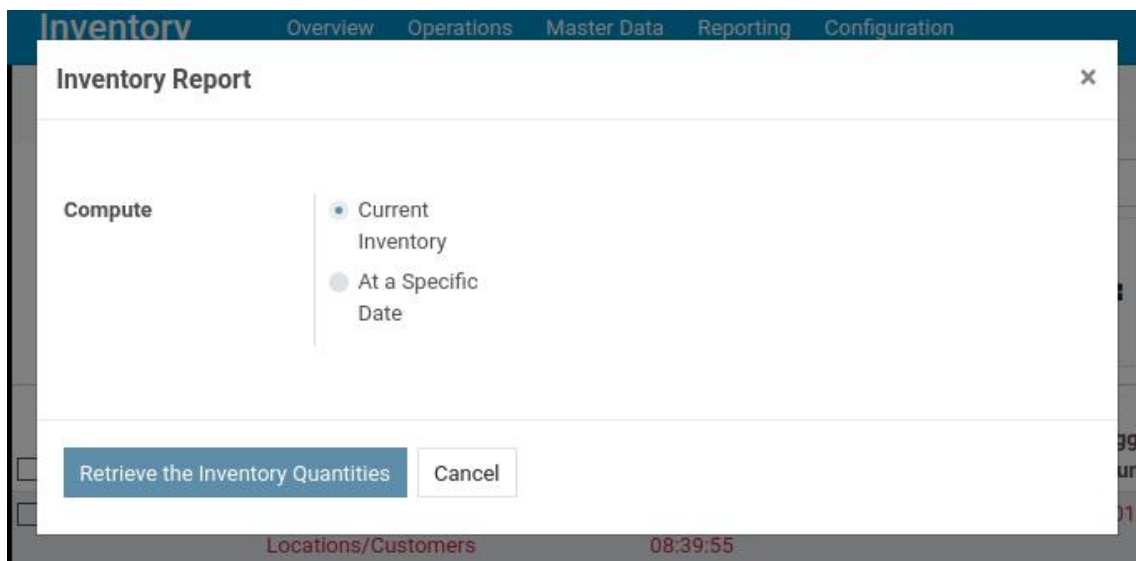 Inventory Overview Operations Master Data Reporting Configuration
Inventory Report ×
Compute
Current
Inventory
At a Specific
Date
Retrieve the Inventory Quantities Cancel
Locations/Customers 08:39:55